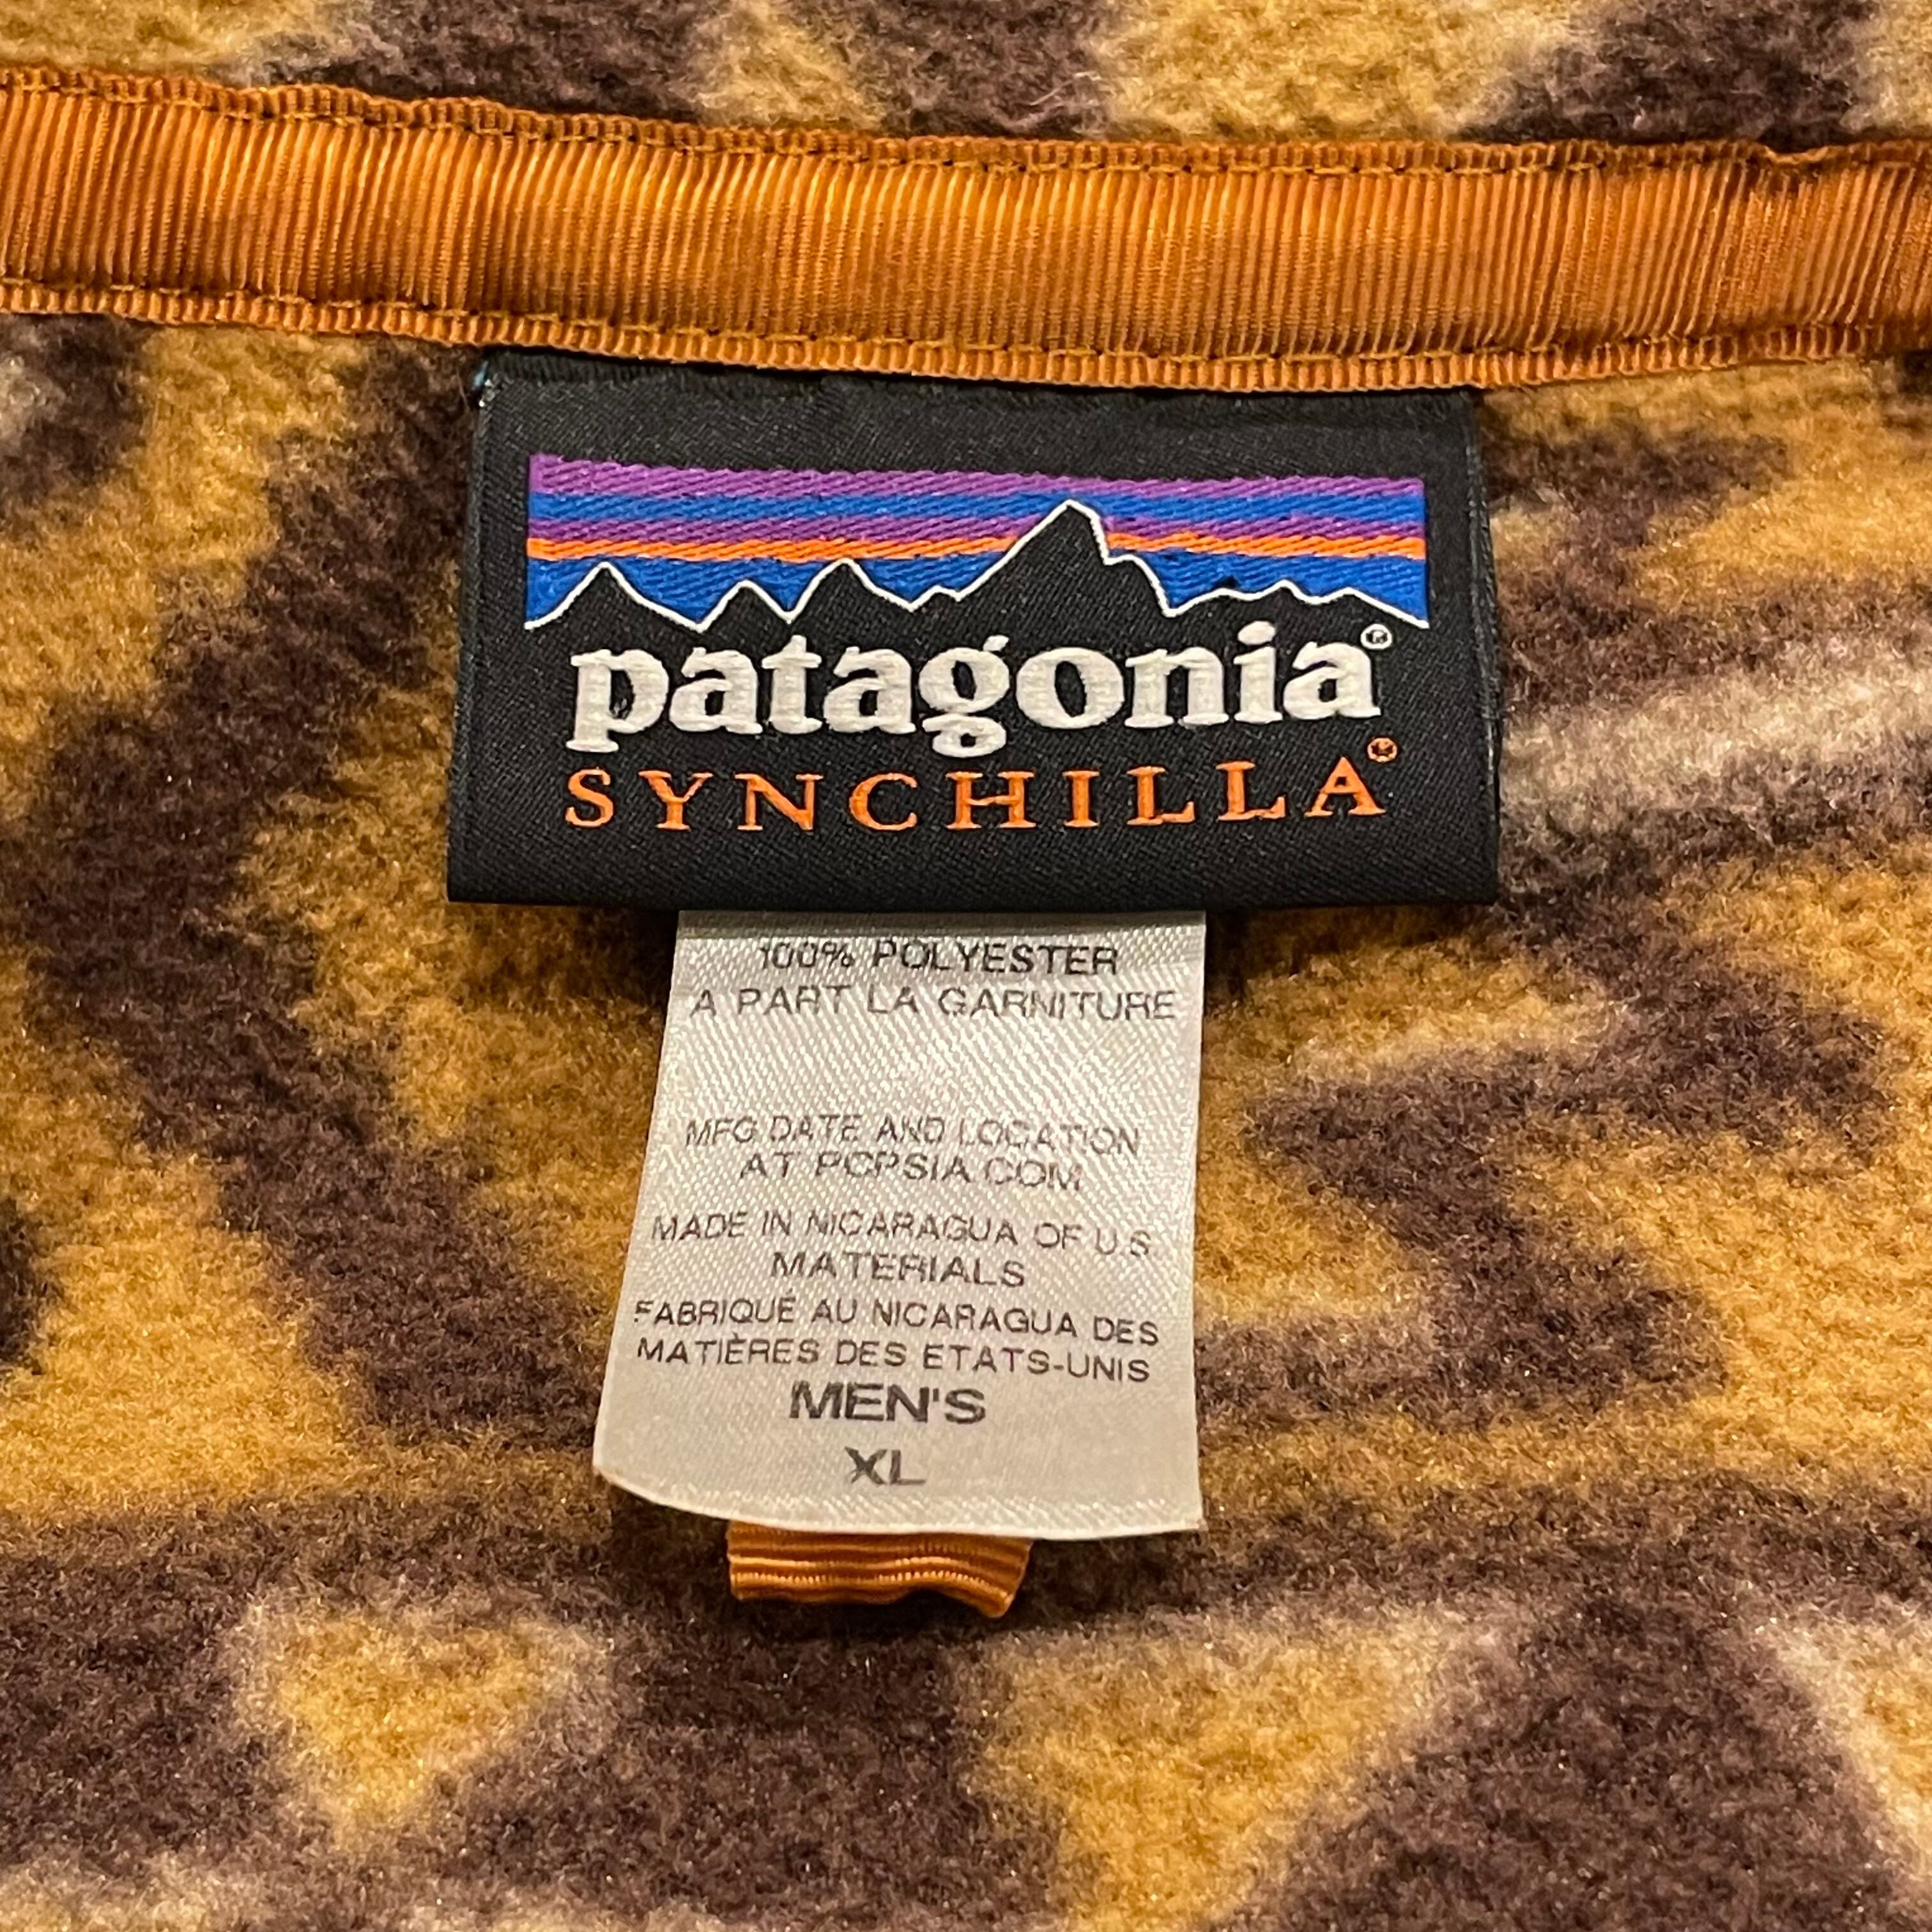 patagonia®
SYNCHILLA®
100% POLYESTER
A PART LA GARNITURE
MFG DATE AND LOCATION
AT PCPSIA.COM
MADE IN NICARAGUA OF U.S.
MATERIALS
FABRIQUÉ AU NICARAGUA DES
MATIÈRES DES ETATS-UNIS
MEN'S
XL